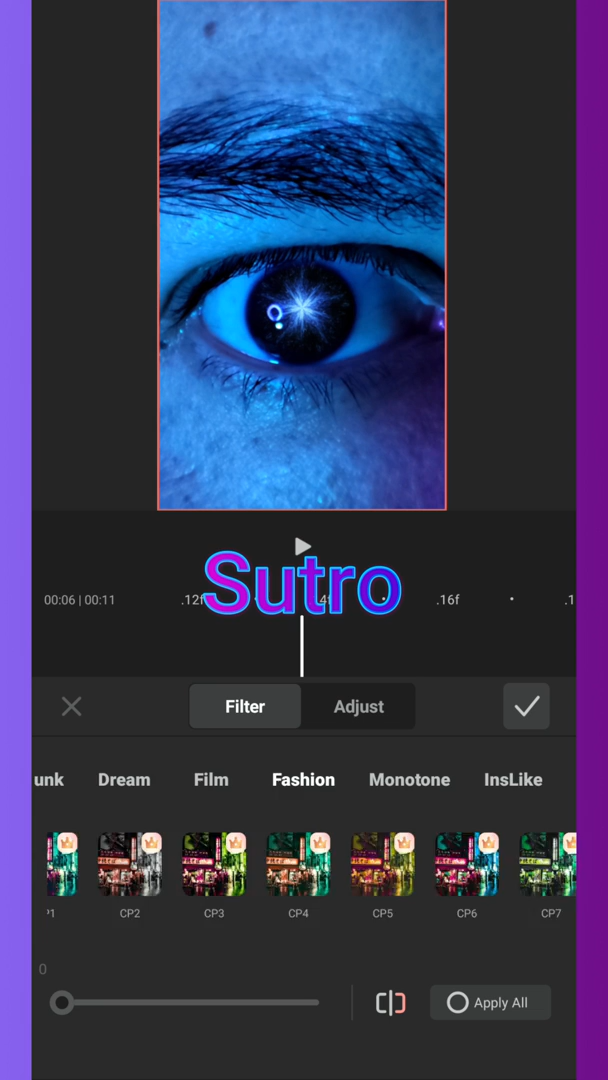 Sutro
00:06 | 00:11
.16f
Filter Adjust
unk Dream Film Fashion Monotone InsLike
CP2 CP3 CP4 CP5 CP6 CP7
0
Apply All